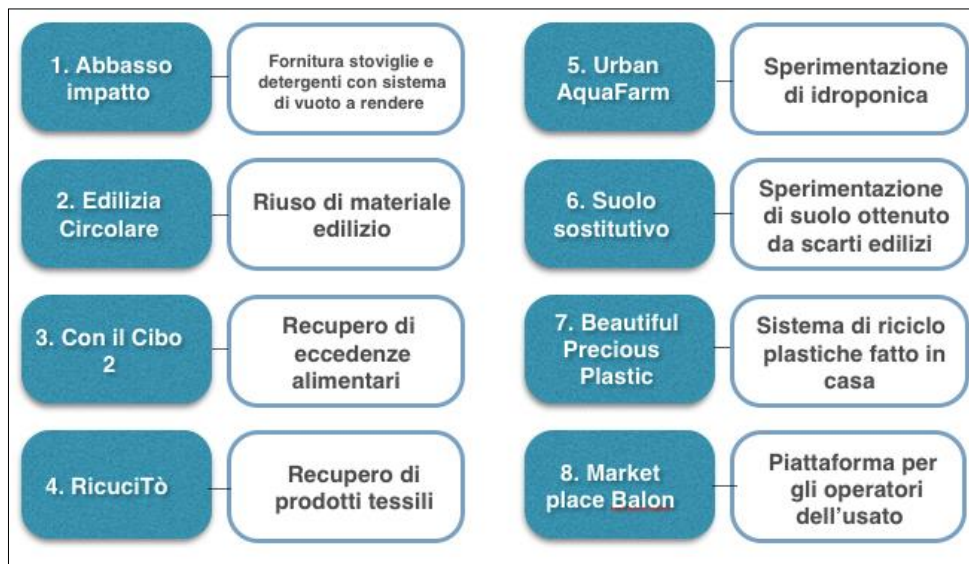 1. Abbasso
impatto
Fornitura stoviglie e
detergenti con sistema
di vuoto a rendere
2. Edilizia
Circolare
Riuso di materiale
edilizio
3. Con il Cibo
2
Recupero di
eccedenze
alimentari
4. RicuciTò
Recupero di
prodotti tessili
5. Urban
AquaFarm
Sperimentazione
di idroponica
6. Suolo
sostitutivo
Sperimentazione
di suolo ottenuto
da scarti edilizi
7. Beautiful
Precious
Plastic
Sistema di riciclo
plastiche fatto in
casa
8. Market
place Balon
Piattaforma per
gli operatori
dell'usato